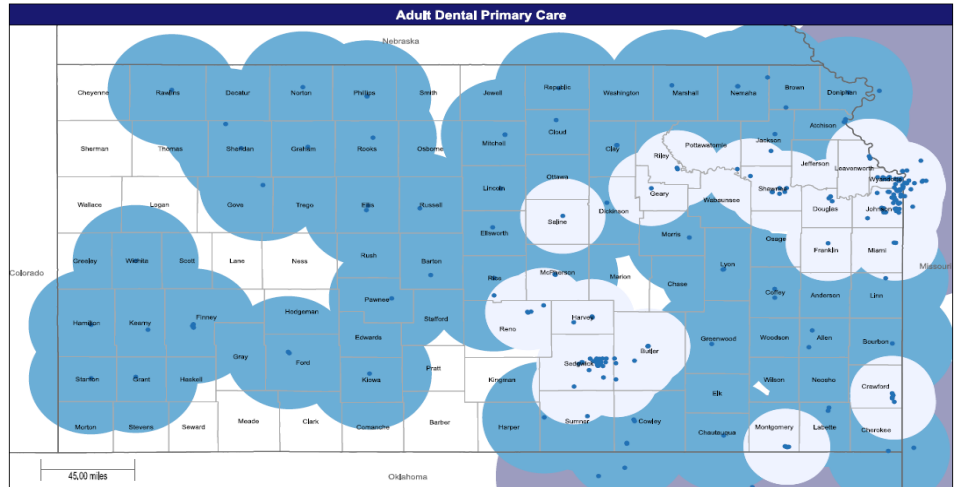 Adult Dental Primary Care
Nebraska
Cheyenne Rawlins Decatur Norton Phillips Smith Jewell Republic Washington Marshall Nemaha Brown Doniphan
Atchison
Sherman Thomas Sheridan Graham Rooks Osborne Mitchell Cloud Clay Riley Pottawatomie Jackson Jefferson Leavenworth
Wallace Logan Gove Trego Ellis Russell Lincoln Ottawa Dickinson Geary Wabaunsee Shawnee Douglas Johnson
Saline
Ellsworth Morris Osage Franklin Miami
Colorado Greeley Wichita Scott Lane Ness Rush Barton Rice McPherson Marion Lyon Missouri
Chase Coffey Anderson Linn
Hamilton Kearny Finney Hodgeman Pawnee Stafford Reno Harvey
Edwards Greenwood Woodson Allen Bourbon
Gray Ford Butler
Stanton Grant Haskell Kiowa Pratt Kingman Sedgwick Elk Wilson Neosho Crawford
Morton Stevens Seward Meade Clark Comanche Barber Harper Sumner Cowley Chautauqua Montgomery Labette Cherokee
45.00 miles
Oklahoma